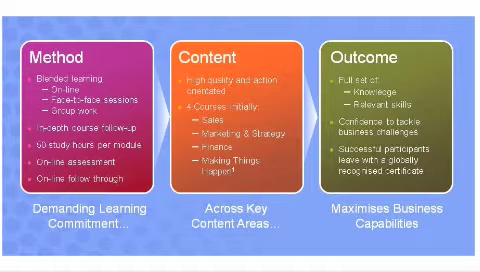 Method
Blended learning:
– On-line
– Face-to-face sessions
– Group work
In-depth course follow-up
50 study hours per module
On-line assessment
On-line follow through
Demanding Learning
Commitment…
Content
High quality and action
orientated
4 Courses initially:
– Sales
– Marketing & Strategy
– Finance
– Making Things
Happen!
Across Key
Content Areas…
Outcome
Full set of:
– Knowledge
– Relevant skills
Confidence to tackle
business challenges
Successful participants
leave with a globally
recognised certificate
Maximises Business
Capabilities